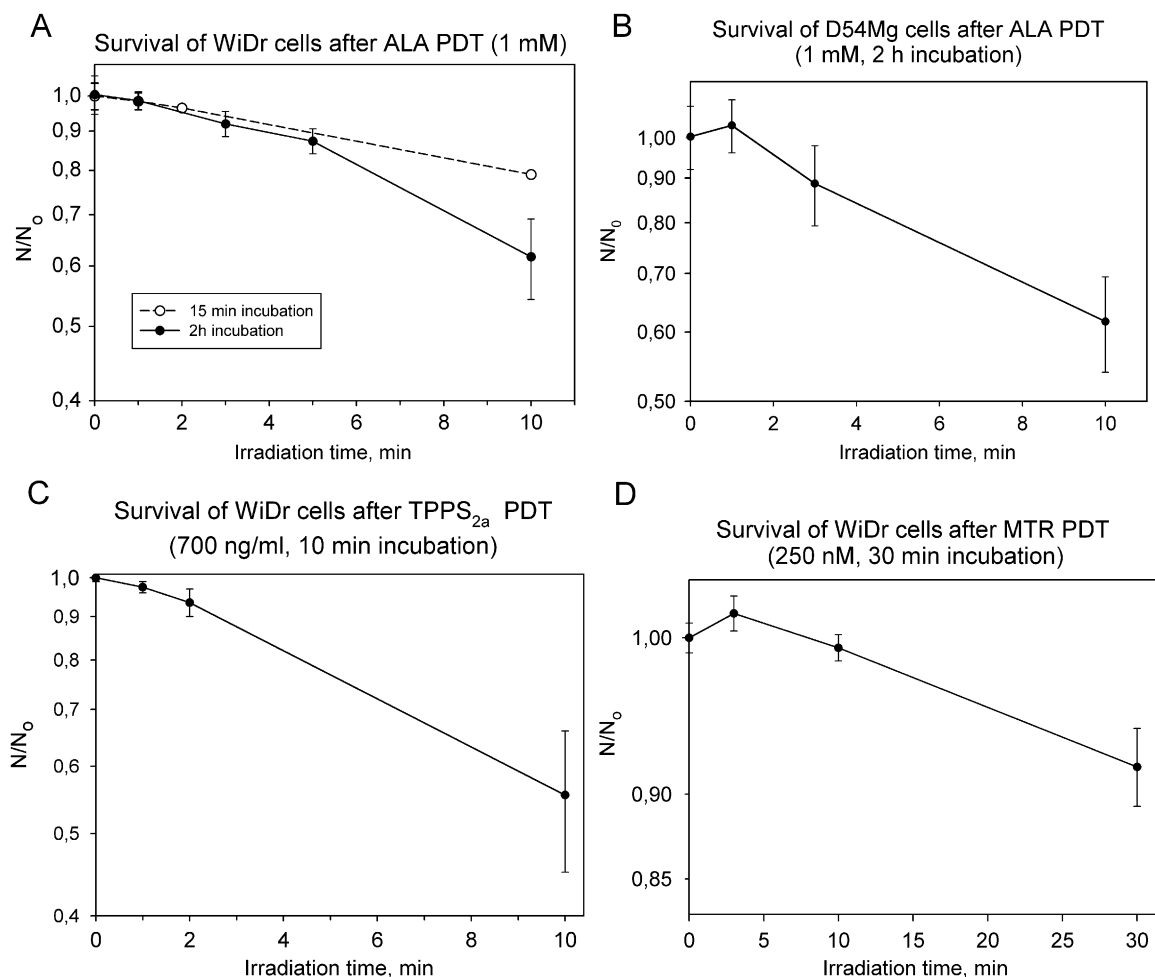 A
Survival of WiDr cells after ALA PDT (1 mM)
1,0
0,9
0,8
0,7
0,6
0,5
0,4
N/No
15 min incubation
2h incubation
0
2
4
6
8
10
Irradiation time, min
B
Survival of D54Mg cells after ALA PDT
(1 mM, 2 h incubation)
1,00
0,90
0,80
0,70
0,60
0,50
N/N0
0
2
4
6
8
10
Irradiation time, min
C
Survival of WiDr cells after TPPS2a PDT
(700 ng/ml, 10 min incubation)
1,0
0,9
0,8
0,7
0,6
0,5
0,4
N/No
0
2
4
6
8
10
Irradiation time, min
D
Survival of WiDr cells after MTR PDT
(250 nM, 30 min incubation)
1,00
0,90
0,85
N/No
0
5
10
15
20
25
30
Irradiation time, min